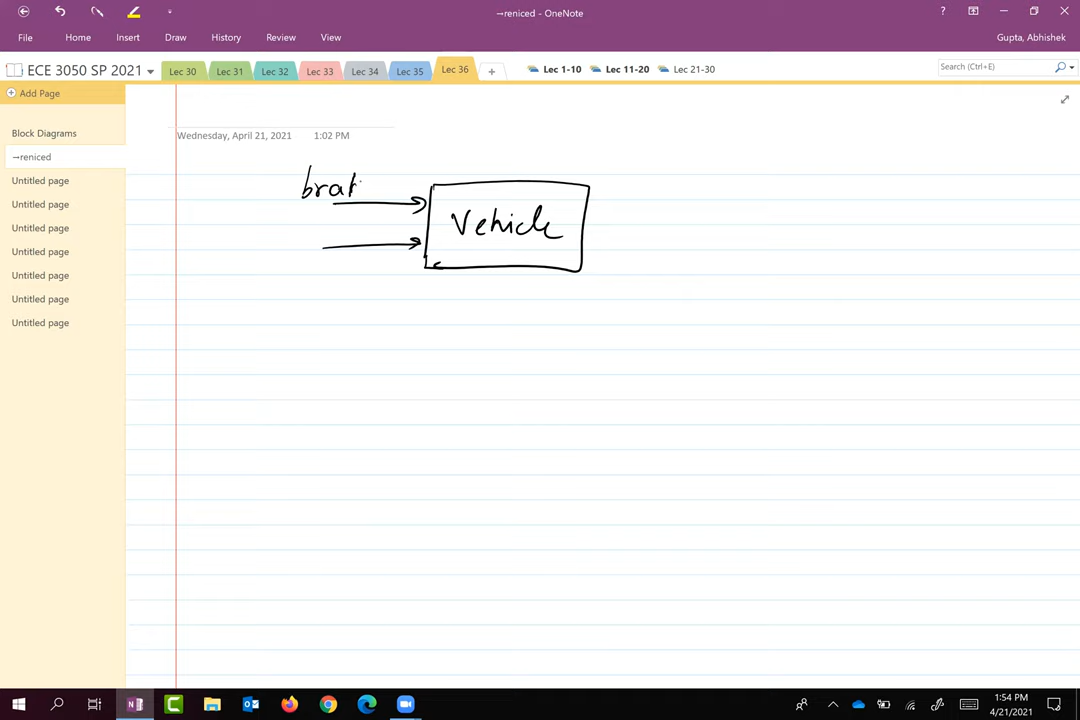 →reniced - OneNote
File Home Insert Draw History Review View
Gupta, Abhishek
ECE 3050 SP 2021
Lec 30 Lec 31 Lec 32 Lec 33 Lec 34 Lec 35 Lec 36 + Lec 1-10 Lec 11-20 Lec 21-30
Search (Ctrl+E)
Add Page
Block Diagrams
→reniced
Untitled page
Untitled page
Untitled page
Untitled page
Untitled page
Untitled page
Untitled page
Wednesday, April 21, 2021 1:02 PM
Vehicle
1:54 PM
4/21/2021